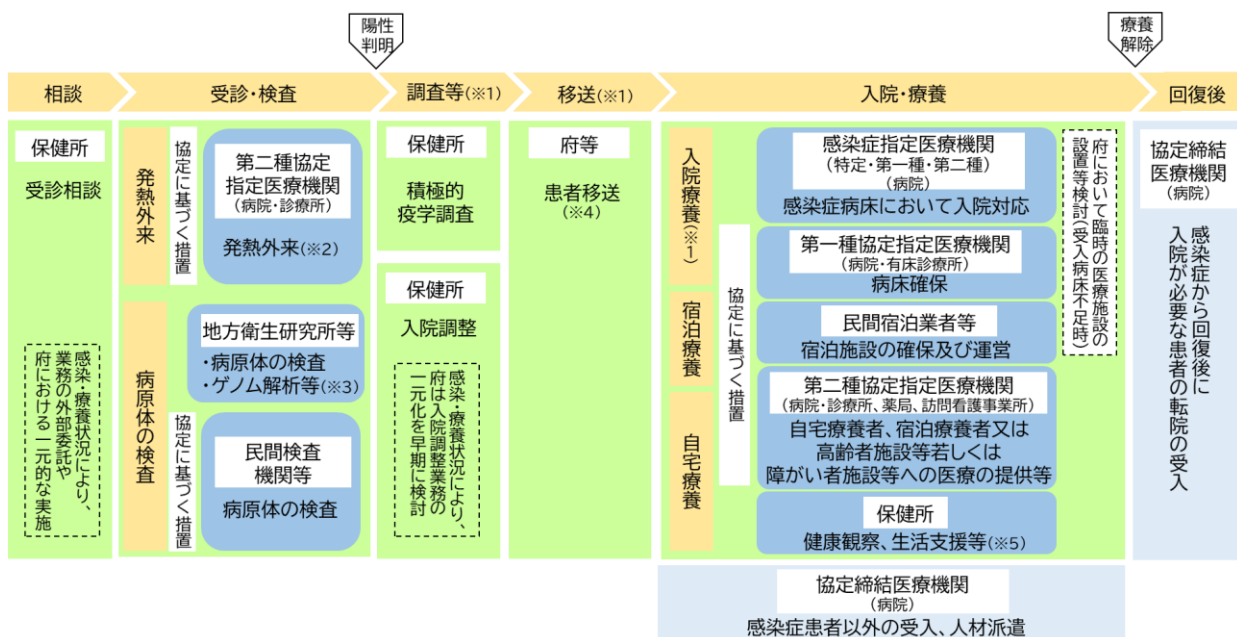 陽性
判明
療養
解除
相談
受診・検査
調査等(※1)
移送(※1)
入院・療養
回復後
保健所
受診相談
感染・療養状況により、
業務の外部委託や
府における一元的な実施
発熱外来
協定に基づく措置
第二種協定
指定医療機関
(病院・診療所)
発熱外来(※2)
病原体の検査
地方衛生研究所等
・病原体の検査
・ゲノム解析等(※3)
協定に基づく措置
民間検査
機関等
病原体の検査
保健所
積極的
疫学調査
保健所
入院調整
感染・療養状況により、
府は入院調整業務の
一元化を早期に検討
府等
患者移送
(※4)
入院療養(※1)
宿泊療養
自宅療養
協定に基づく措置
感染症指定医療機関
(特定・第一種・第二種)
(病院)
感染症病床において入院対応
第一種協定指定医療機関
(病院・有床診療所)
病床確保
民間宿泊業者等
宿泊施設の確保及び運営
第二種協定指定医療機関
(病院・診療所、薬局、訪問看護事業所)
自宅療養者、宿泊療養者又は
高齢者施設等若しくは
障がい者施設等への医療の提供等
保健所
健康観察、生活支援等(※5)
府において臨時の医療施設の
設置等検討(受入病床不足時)
協定締結医療機関
(病院)
感染症患者以外の受入、人材派遣
協定締結
医療機関
(病院)
感染症から回復後に
入院が必要な患者の転院の受入